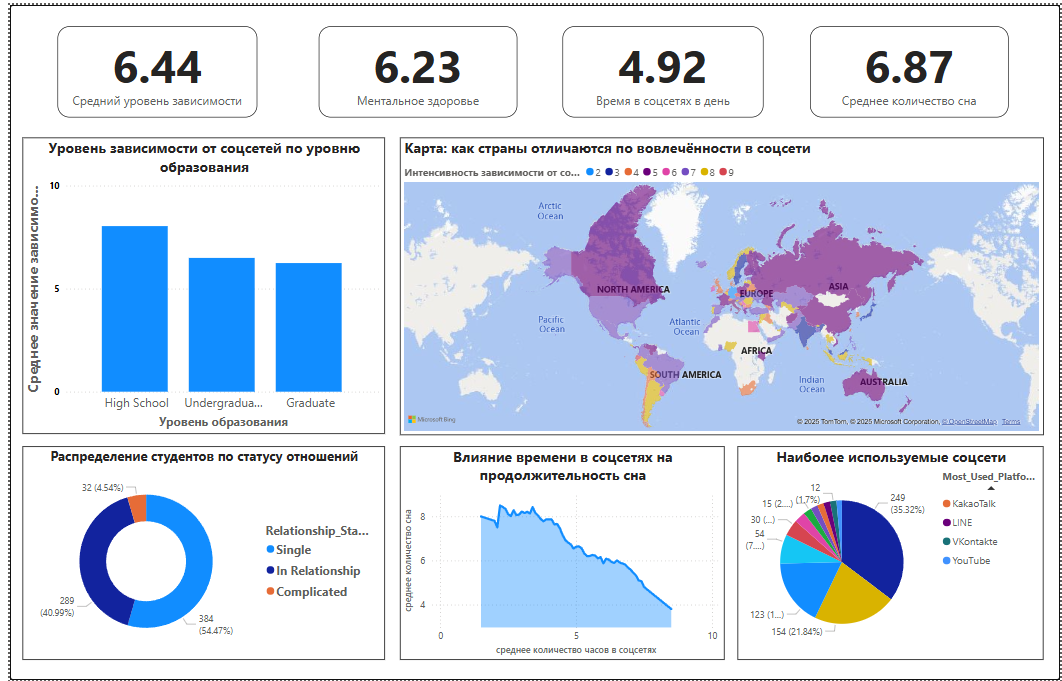 6.44
Средний уровень зависимости
6.23
Ментальное здоровье
4.92
Время в соцсетях в день
6.87
Среднее количество сна
Уровень зависимости от соцсетей по уровню
образования
Среднее значение зависимо...
10
5
0
High School
Undergradua...
Graduate
Уровень образования
Карта: как страны отличаются по вовлечённости в соцсети
Интенсивность зависимости от со...
2
3
4
5
6
7
8
9
Arctic
Ocean
NORTH AMERICA
EUROPE
ASIA
Pacific
Ocean
Atlantic
Ocean
AFRICA
SOUTH AMERICA
Indian
Ocean
AUSTRALIA
Microsoft Bing
© 2025 TomTom, © 2025 Microsoft Corporation, © OpenStreetMap Terms
Распределение студентов по статусу отношений
32 (4.54%)
289
(40.99%)
384
(54.47%)
Relationship_Sta...
Single
In Relationship
Complicated
Влияние времени в соцсетях на
продолжительность сна
среднее количество сна
8
6
4
0
5
10
среднее количество часов в соцсетях
Наиболее используемые соцсети
12
(1.7%)
15 (2....)
30 (...)
54
(7....)
123 (1...)
154 (21.84%)
249
(35.32%)
Most_Used_Platfo...
KakaoTalk
LINE
VKontakte
YouTube